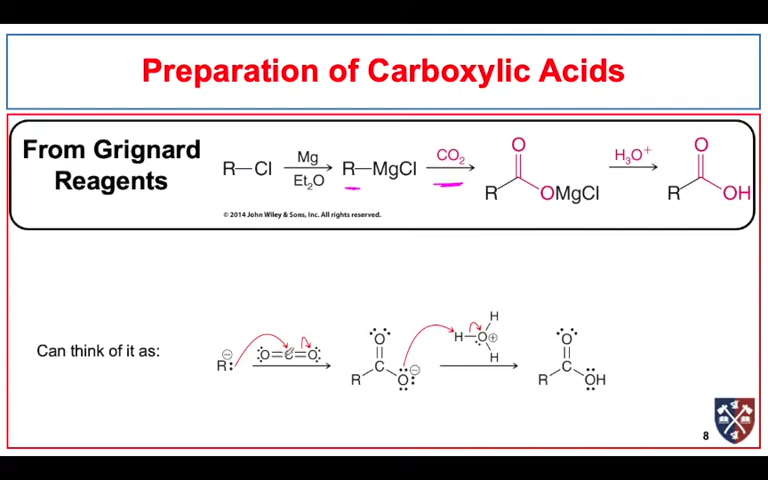 Preparation of Carboxylic Acids
From Grignard
Reagents
R—Cl
Mg
Et₂O
R—MgCl
CO₂
O
R
OMgCl
H₃O⁺
O
R
OH
© 2014 John Wiley & Sons, Inc. All rights reserved.
Can think of it as:
R:
⊖
:O=C=O:
O
C
R
O:
⊖
H—O⊕
H
H
O
C
R
OH
8